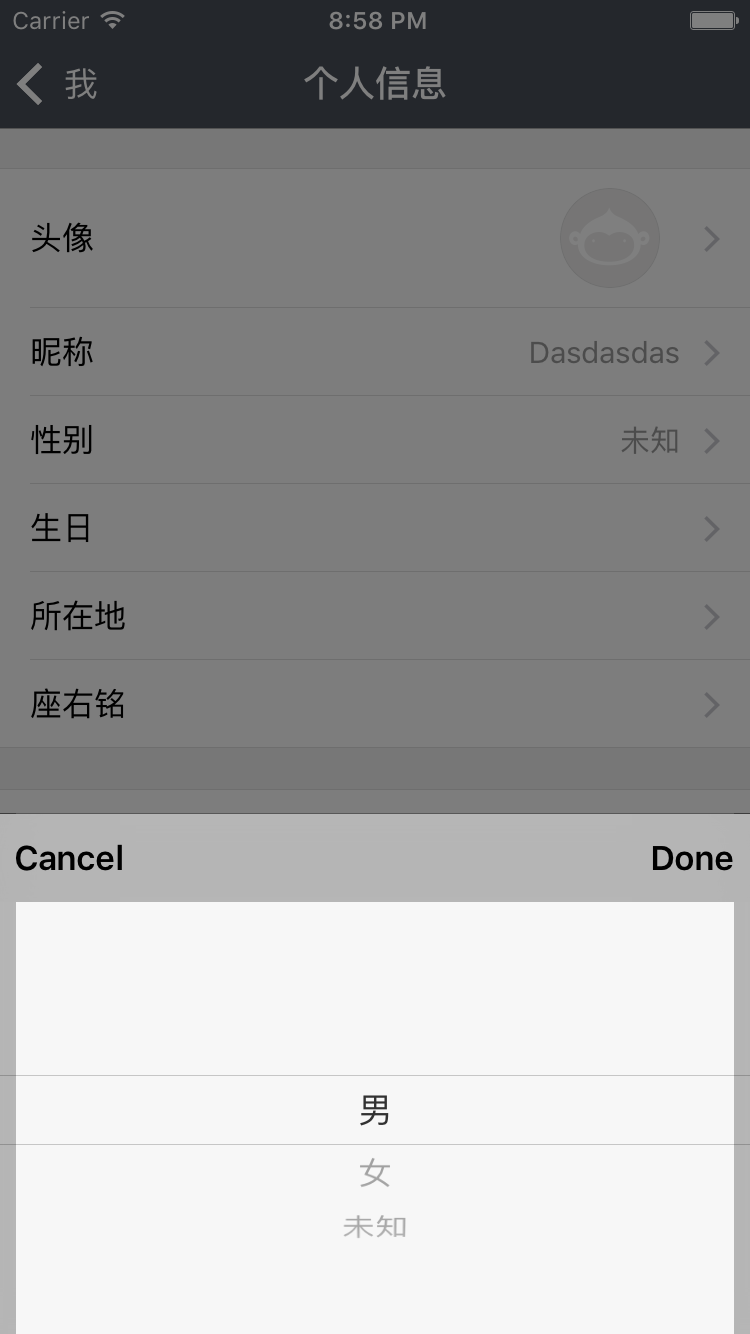 Carrier 8:58 PM
我 个人信息
头像
昵称 Dasdasdas
性别 未知
生日
所在地
座右铭
Cancel Done
男
女
未知